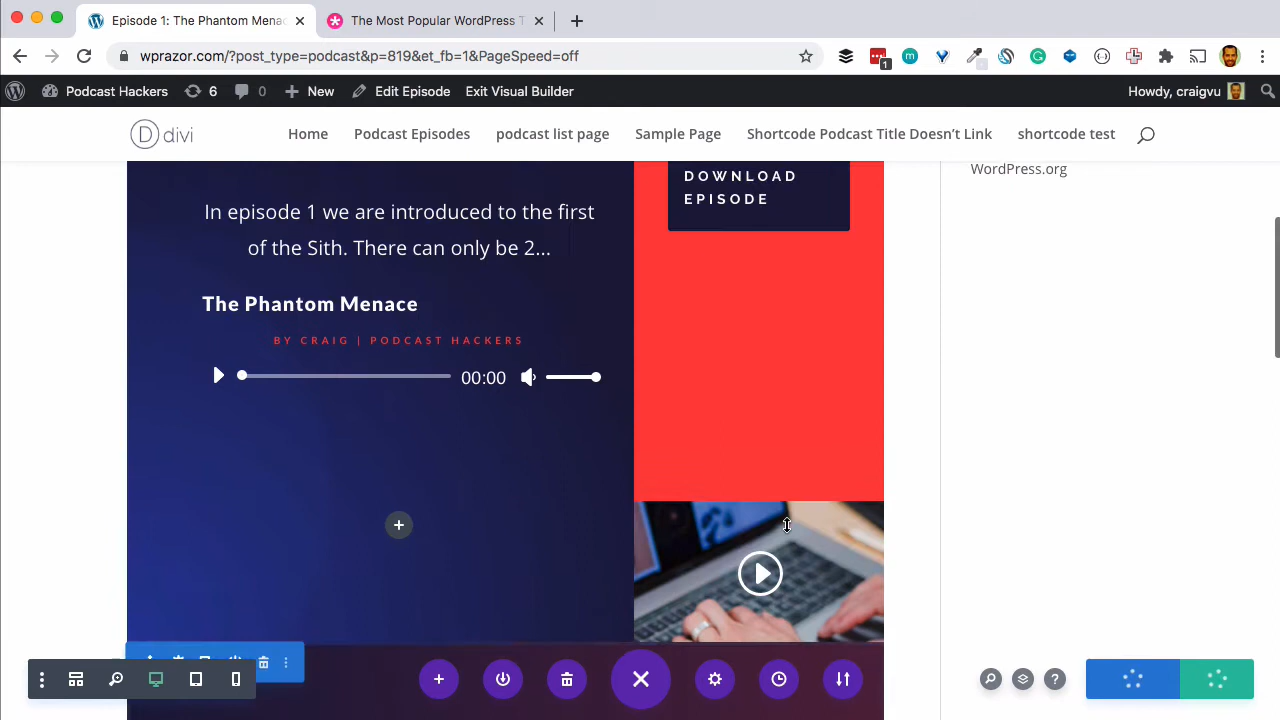 Episode 1: The Phantom Menac
The Most Popular WordPress T
wprazor.com/?post_type=podcast&p=819&et_fb=1&PageSpeed=off
1
Podcast Hackers
6
0
New
Edit Episode
Exit Visual Builder
Howdy, craigvu
D divi
Home
Podcast Episodes
podcast list page
Sample Page
Shortcode Podcast Title Doesn't Link
shortcode test
WordPress.org
DOWNLOAD
EPISODE
In episode 1 we are introduced to the first
of the Sith. There can only be 2...
The Phantom Menace
BY CRAIG | PODCAST HACKERS
00:00